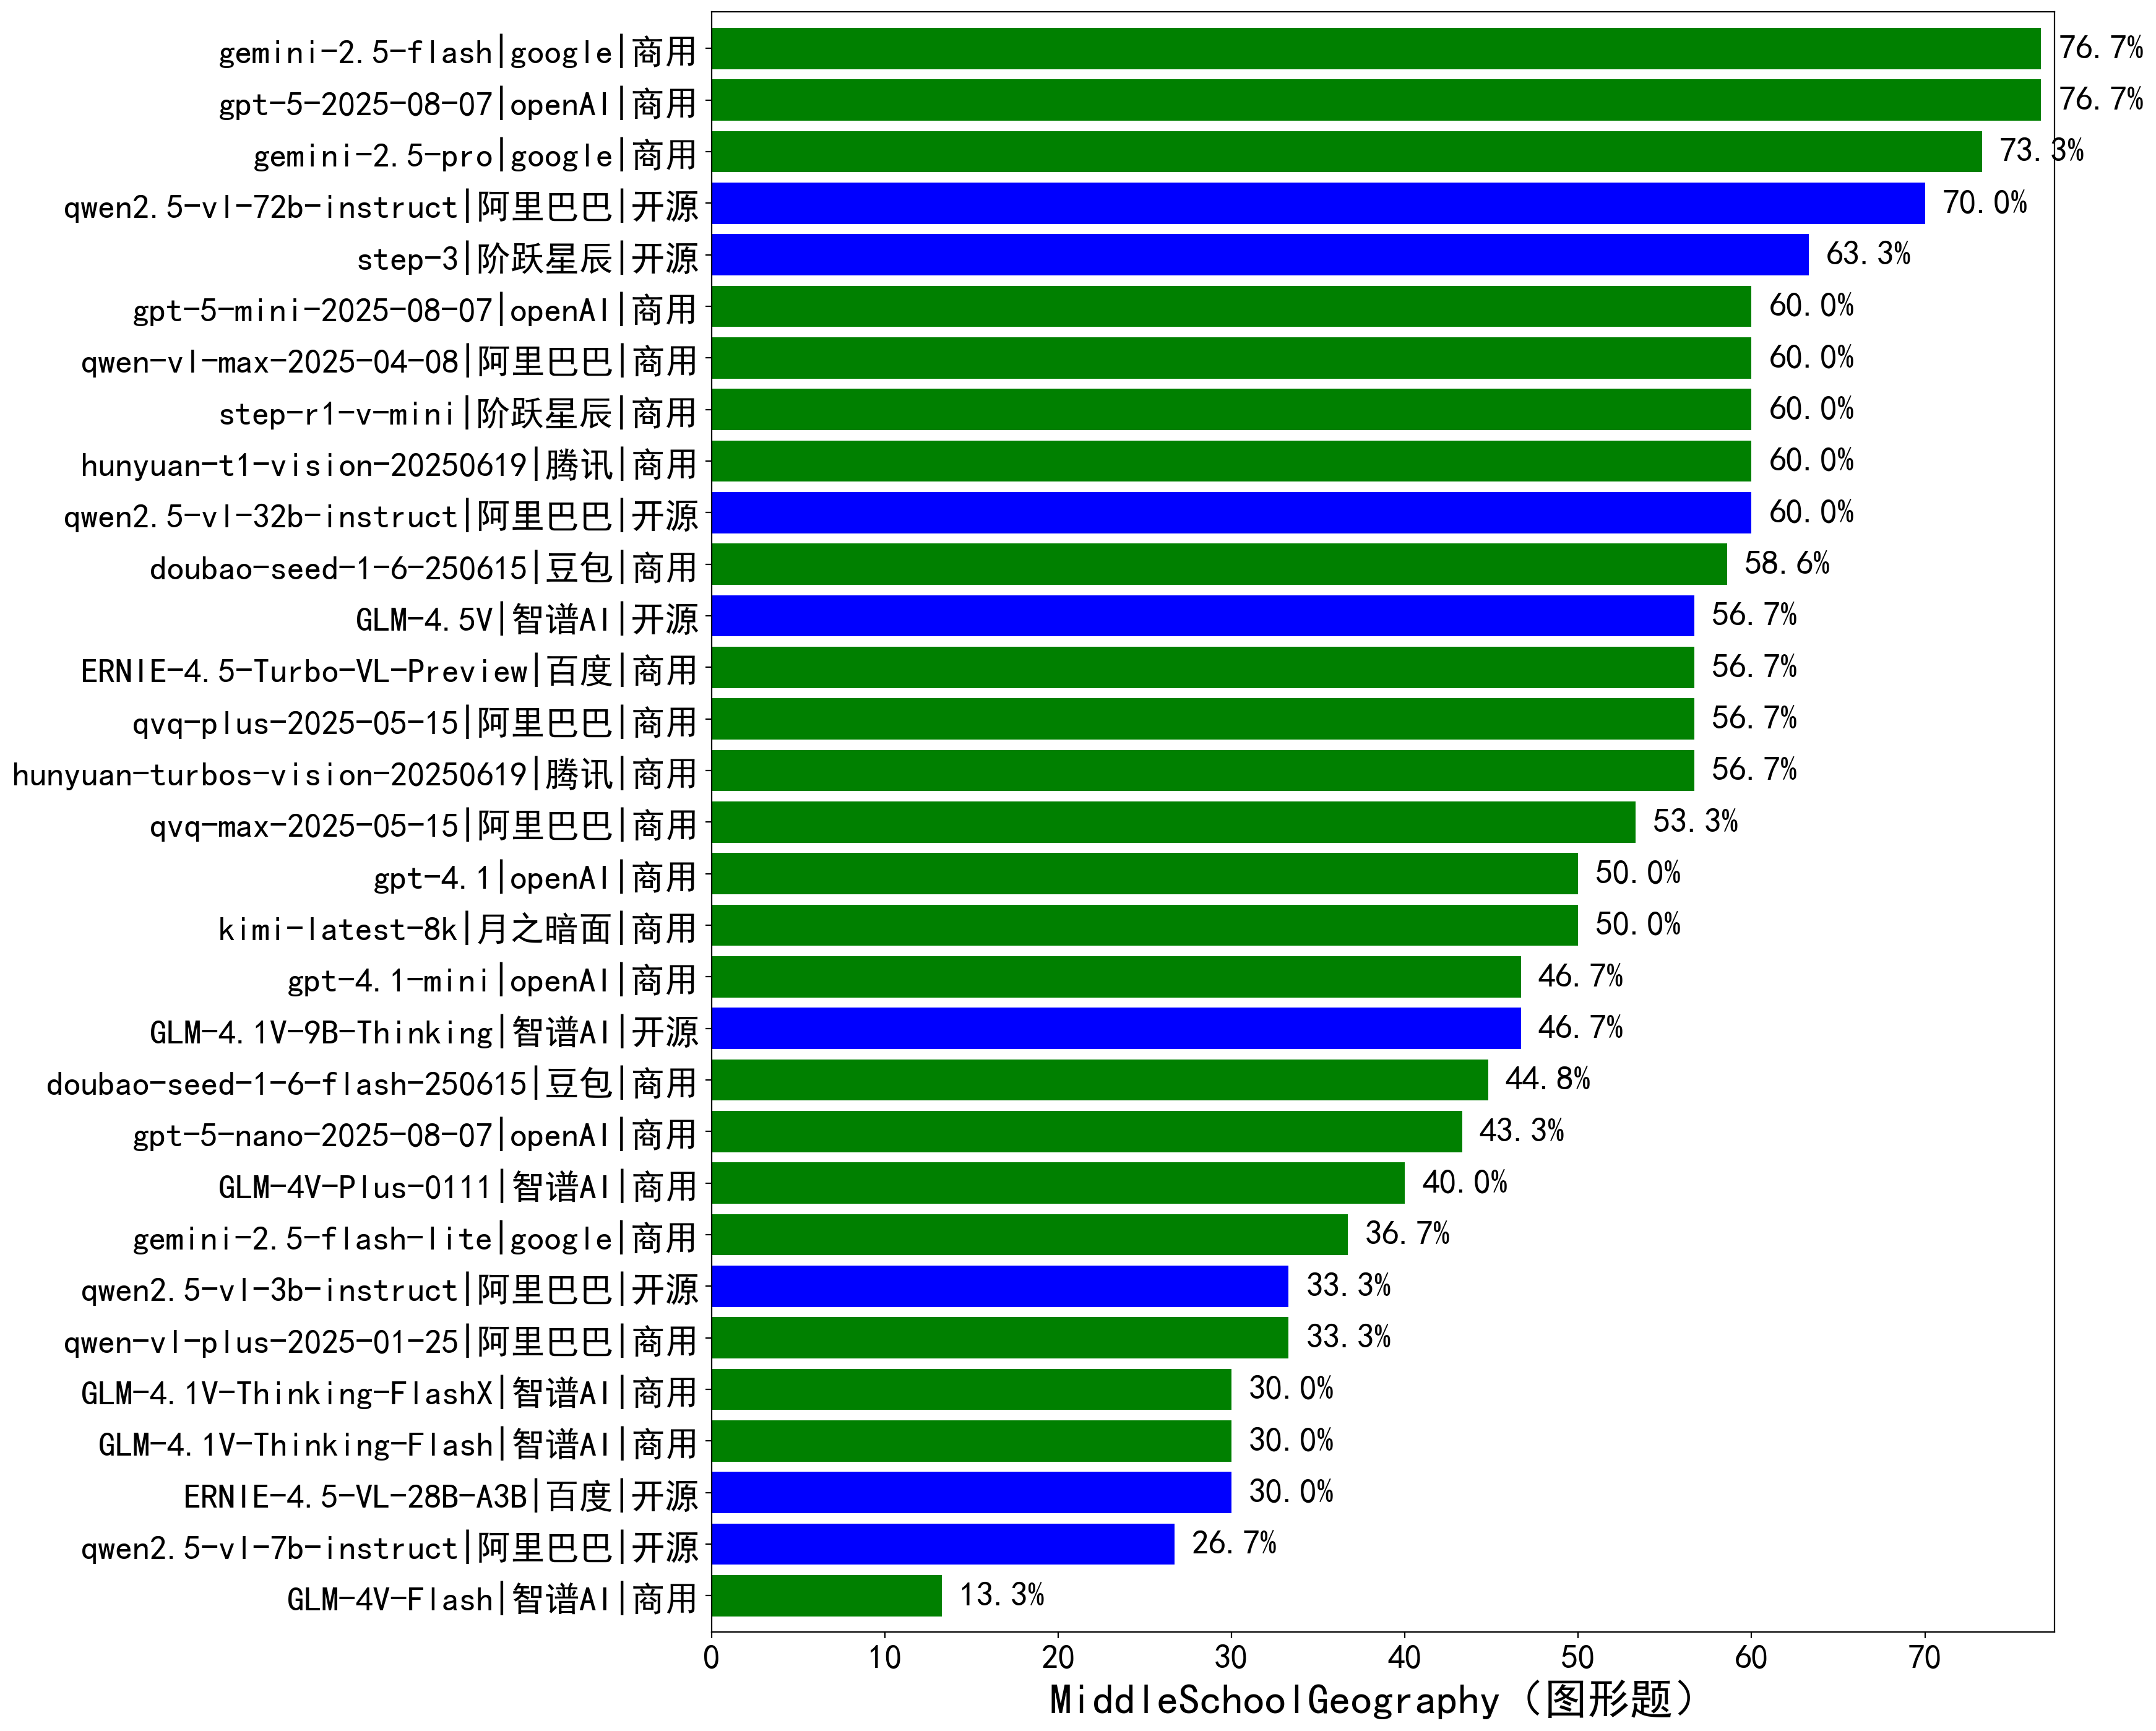 gemini-2.5-flash|google|商用 76.7%
gpt-5-2025-08-07|openAI|商用 76.7%
gemini-2.5-pro|google|商用 73.3%
qwen2.5-vl-72b-instruct|阿里巴巴|开源 70.0%
step-3|阶跃星辰|开源 63.3%
gpt-5-mini-2025-08-07|openAI|商用 60.0%
qwen-vl-max-2025-04-08|阿里巴巴|商用 60.0%
step-r1-v-mini|阶跃星辰|商用 60.0%
hunyuan-t1-vision-20250619|腾讯|商用 60.0%
qwen2.5-vl-32b-instruct|阿里巴巴|开源 60.0%
doubao-seed-1-6-250615|豆包|商用 58.6%
GLM-4.5V|智谱AI|开源 56.7%
ERNIE-4.5-Turbo-VL-Preview|百度|商用 56.7%
qvq-plus-2025-05-15|阿里巴巴|商用 56.7%
hunyuan-turbos-vision-20250619|腾讯|商用 56.7%
qvq-max-2025-05-15|阿里巴巴|商用 53.3%
gpt-4.1|openAI|商用 50.0%
kimi-latest-8k|月之暗面|商用 50.0%
gpt-4.1-mini|openAI|商用 46.7%
GLM-4.1V-9B-Thinking|智谱AI|开源 46.7%
doubao-seed-1-6-flash-250615|豆包|商用 44.8%
gpt-5-nano-2025-08-07|openAI|商用 43.3%
GLM-4V-Plus-0111|智谱AI|商用 40.0%
gemini-2.5-flash-lite|google|商用 36.7%
qwen2.5-vl-3b-instruct|阿里巴巴|开源 33.3%
qwen-vl-plus-2025-01-25|阿里巴巴|商用 33.3%
GLM-4.1V-Thinking-FlashX|智谱AI|商用 30.0%
GLM-4.1V-Thinking-Flash|智谱AI|商用 30.0%
ERNIE-4.5-VL-28B-A3B|百度|开源 30.0%
qwen2.5-vl-7b-instruct|阿里巴巴|开源 26.7%
GLM-4V-Flash|智谱AI|商用 13.3%
0 10 20 30 40 50 60 70
MiddleSchoolGeography（图形题）